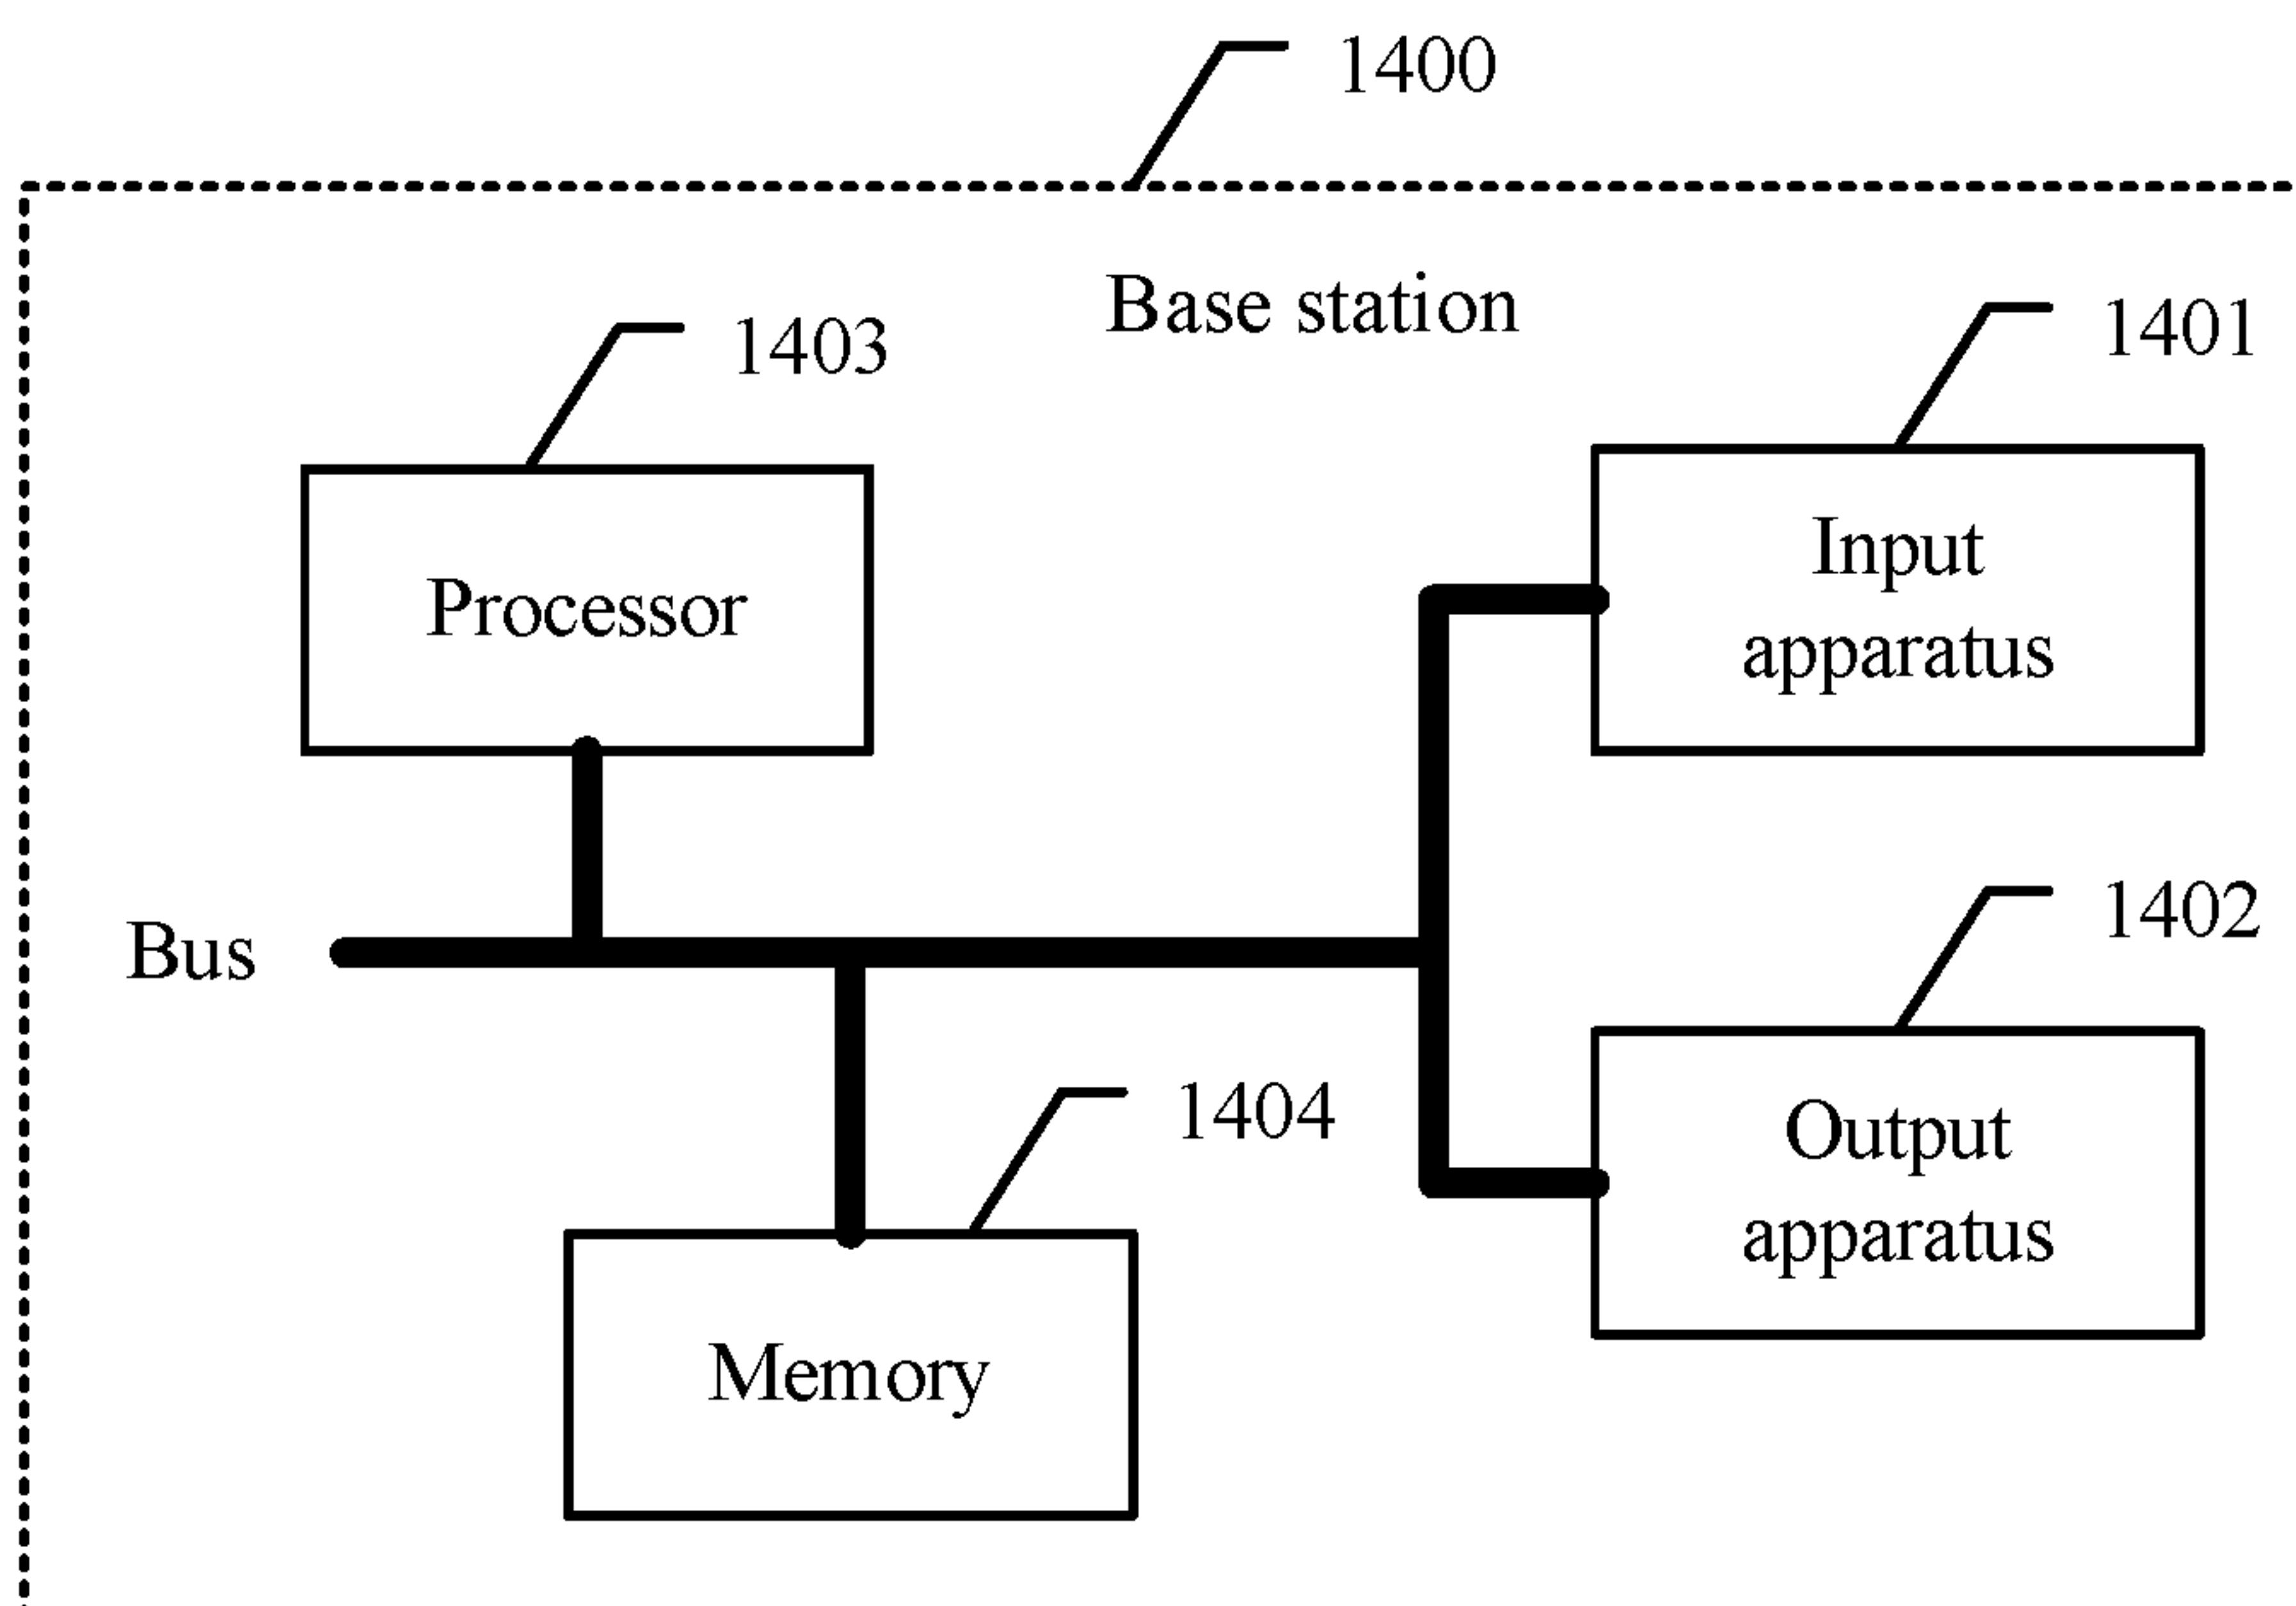 1400
Base station
1403
1401
Processor
Input
apparatus
Bus
1402
1404
Output
apparatus
Memory